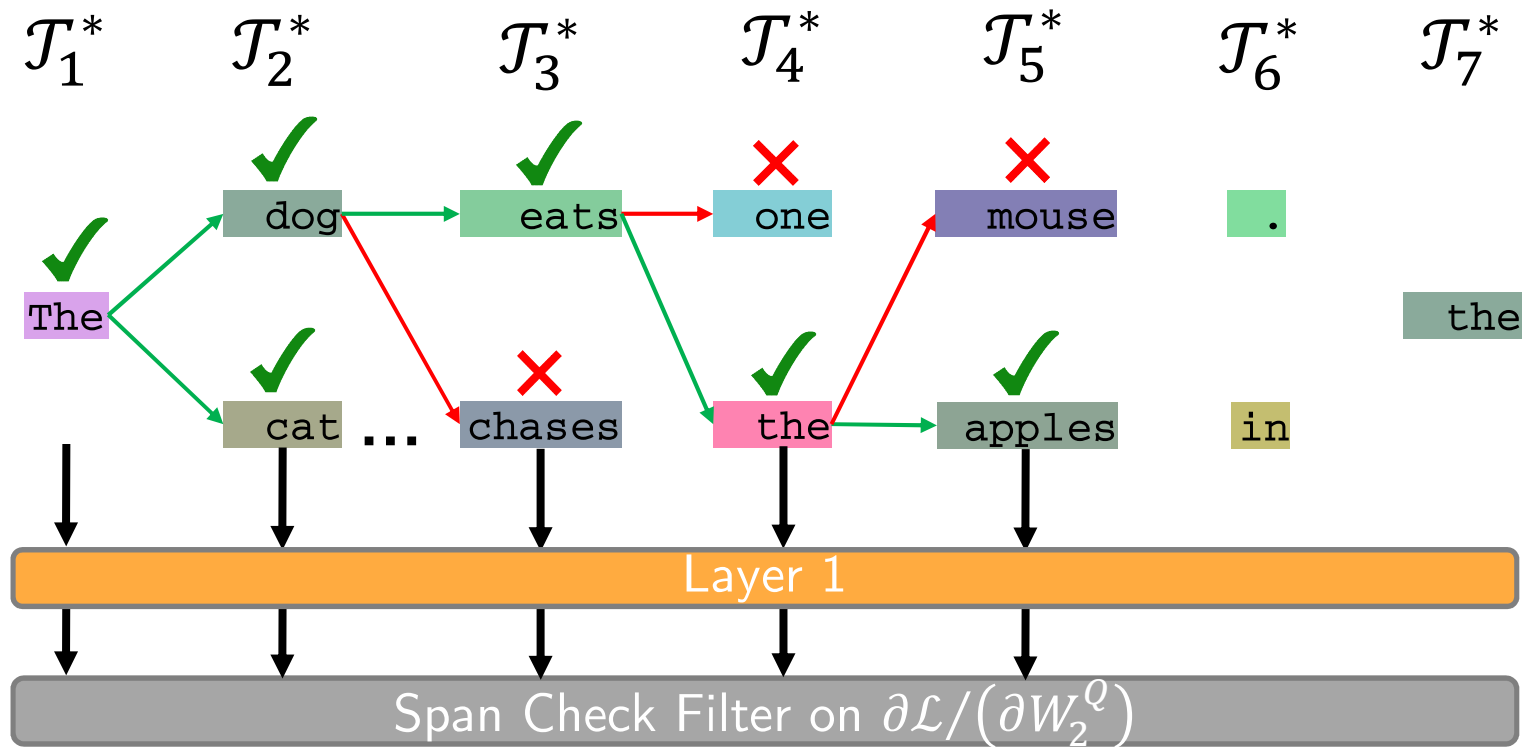 𝒯₁* 𝒯₂* 𝒯₃* 𝒯₄* 𝒯₅* 𝒯₆* 𝒯₇*
dog eats one mouse .
The the
cat ... chases the apples in
Layer 1
Span Check Filter on ∂ℒ/(∂W₂^Q)